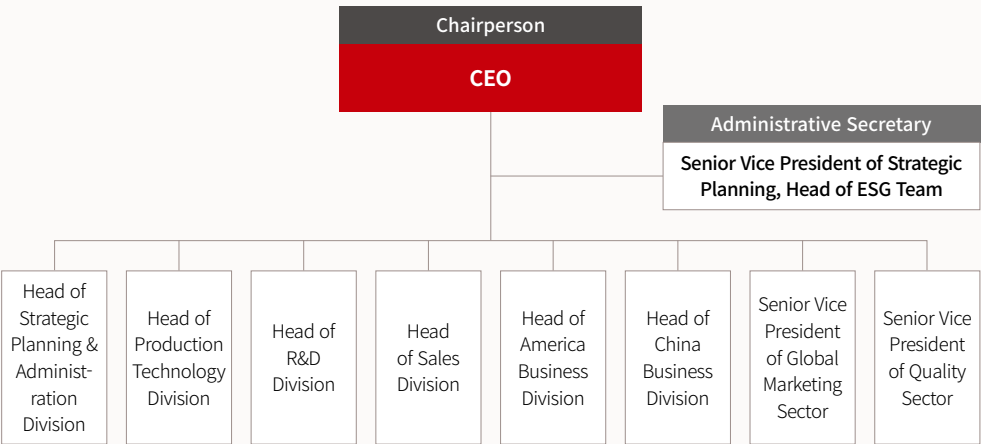 Chairperson
CEO
Administrative Secretary
Senior Vice President of Strategic
Planning, Head of ESG Team
Head of
Strategic
Planning &
Administ-
ration
Division
Head of
Production
Technology
Division
Head of
R&D
Division
Head
of Sales
Division
Head of
America
Business
Division
Head of
China
Business
Division
Senior Vice
President
of Global
Marketing
Sector
Senior Vice
President
of Quality
Sector